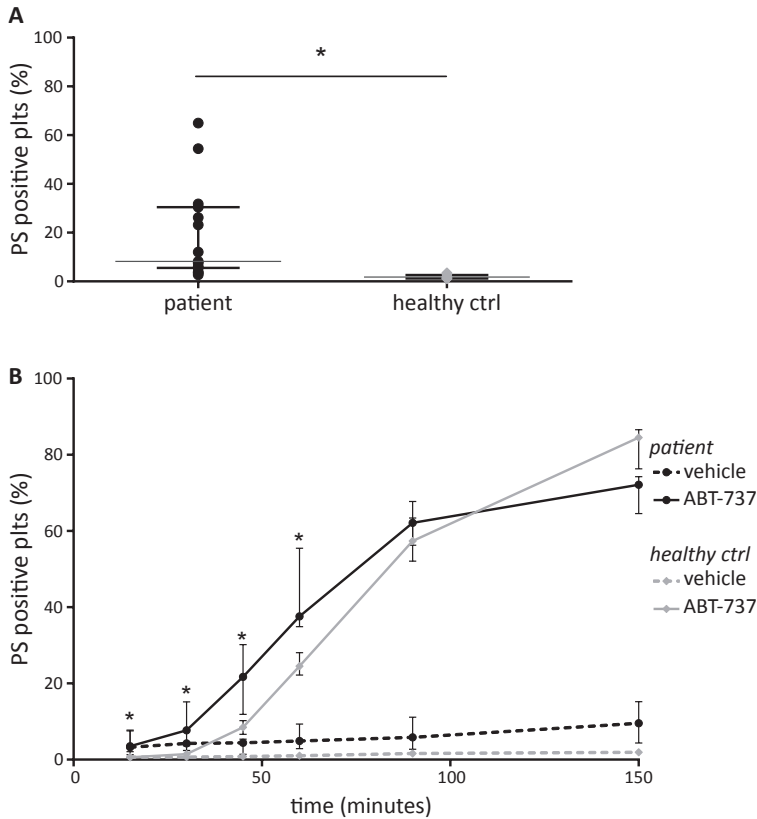 A
100
80
60
40
20
0
PS positive plts (%)
*
patient
healthy ctrl
B
100
80
60
40
20
0
PS positive plts (%)
*
*
*
*
0
50
100
150
time (minutes)
patient
vehicle
ABT-737
healthy ctrl
vehicle
ABT-737